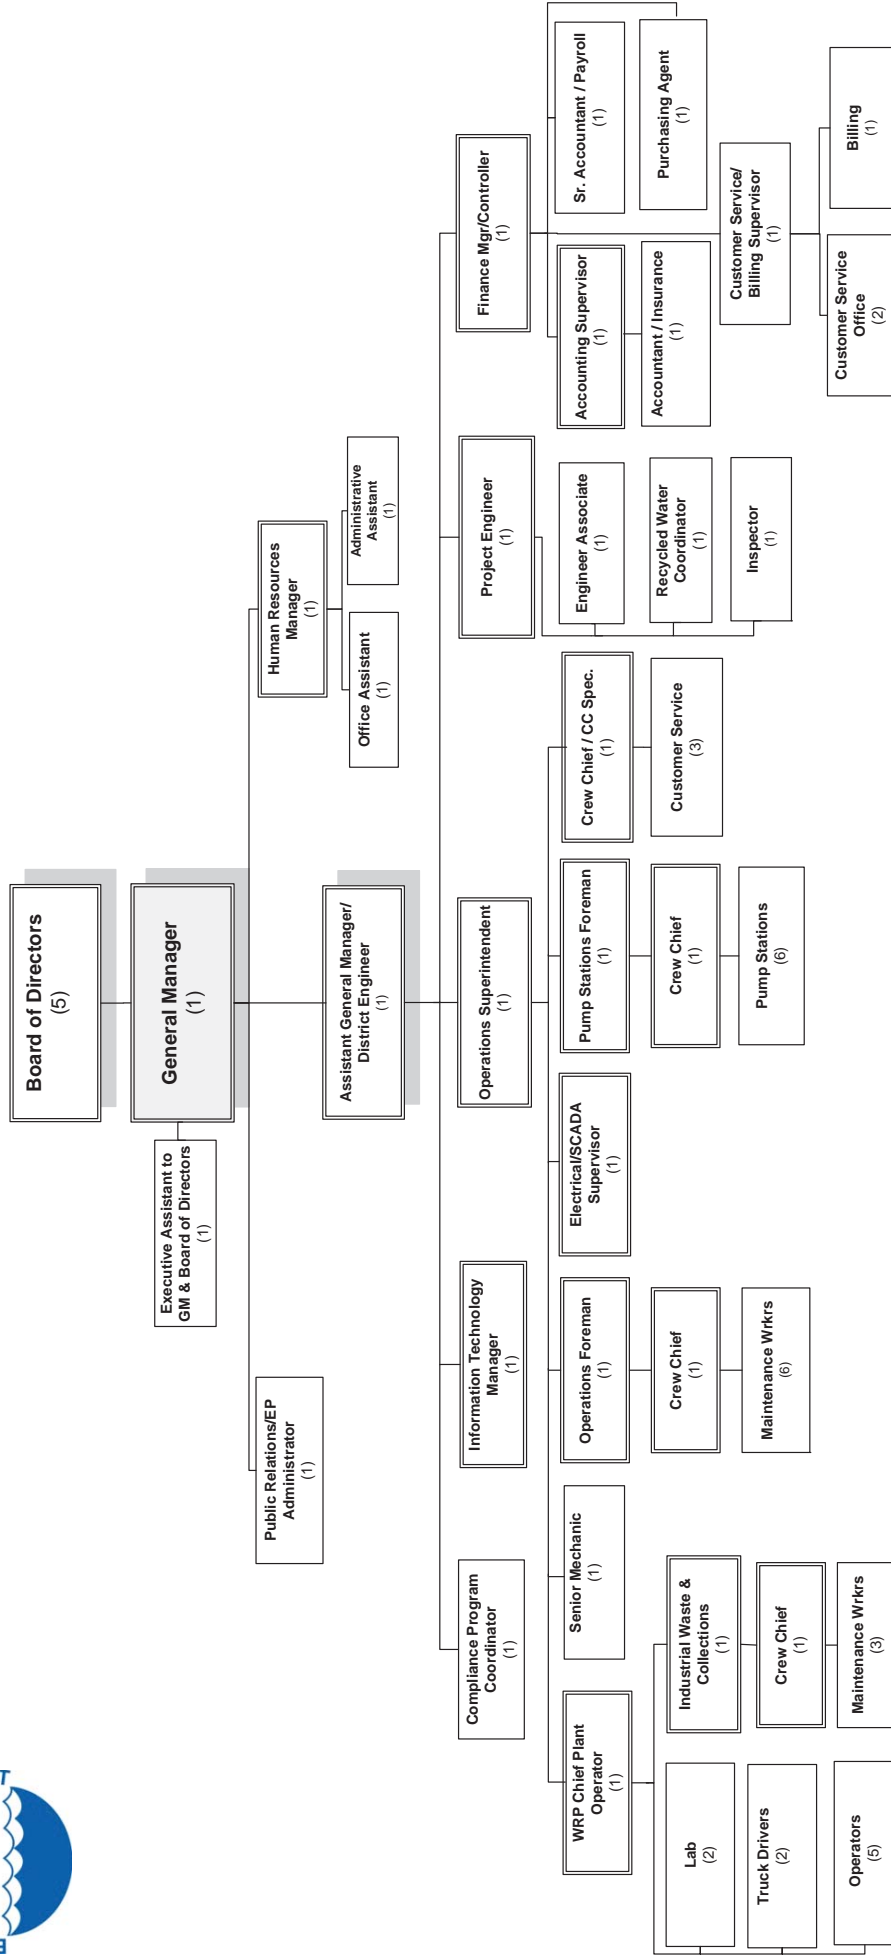 Board of Directors
(5)
General Manager
(1)
Executive Assistant to
GM & Board of Directors
(1)
Public Relations/EP
Administrator
(1)
Human Resources
Manager
(1)
Office Assistant
(1)
Administrative
Assistant
(1)
Assistant General Manager/
District Engineer
(1)
Compliance Program
Coordinator
(1)
Information Technology
Manager
(1)
Operations Superintendent
(1)
Project Engineer
(1)
Finance Mgr/Controller
(1)
WRP Chief Plant
Operator
(1)
Senior Mechanic
(1)
Operations Foreman
(1)
Electrical/SCADA
Supervisor
(1)
Pump Stations Foreman
(1)
Crew Chief / CC Spec.
(1)
Engineer Associate
(1)
Accounting Supervisor
(1)
Sr. Accountant / Payroll
(1)
Lab
(2)
Industrial Waste &
Collections
(1)
Crew Chief
(1)
Crew Chief
(1)
Customer Service
(3)
Recycled Water
Coordinator
(1)
Accountant / Insurance
(1)
Purchasing Agent
(1)
Truck Drivers
(2)
Crew Chief
(1)
Maintenance Wrkrs
(6)
Pump Stations
(6)
Inspector
(1)
Customer Service/
Billing Supervisor
(1)
Operators
(5)
Maintenance Wrkrs
(3)
Customer Service
Office
(2)
Billing
(1)